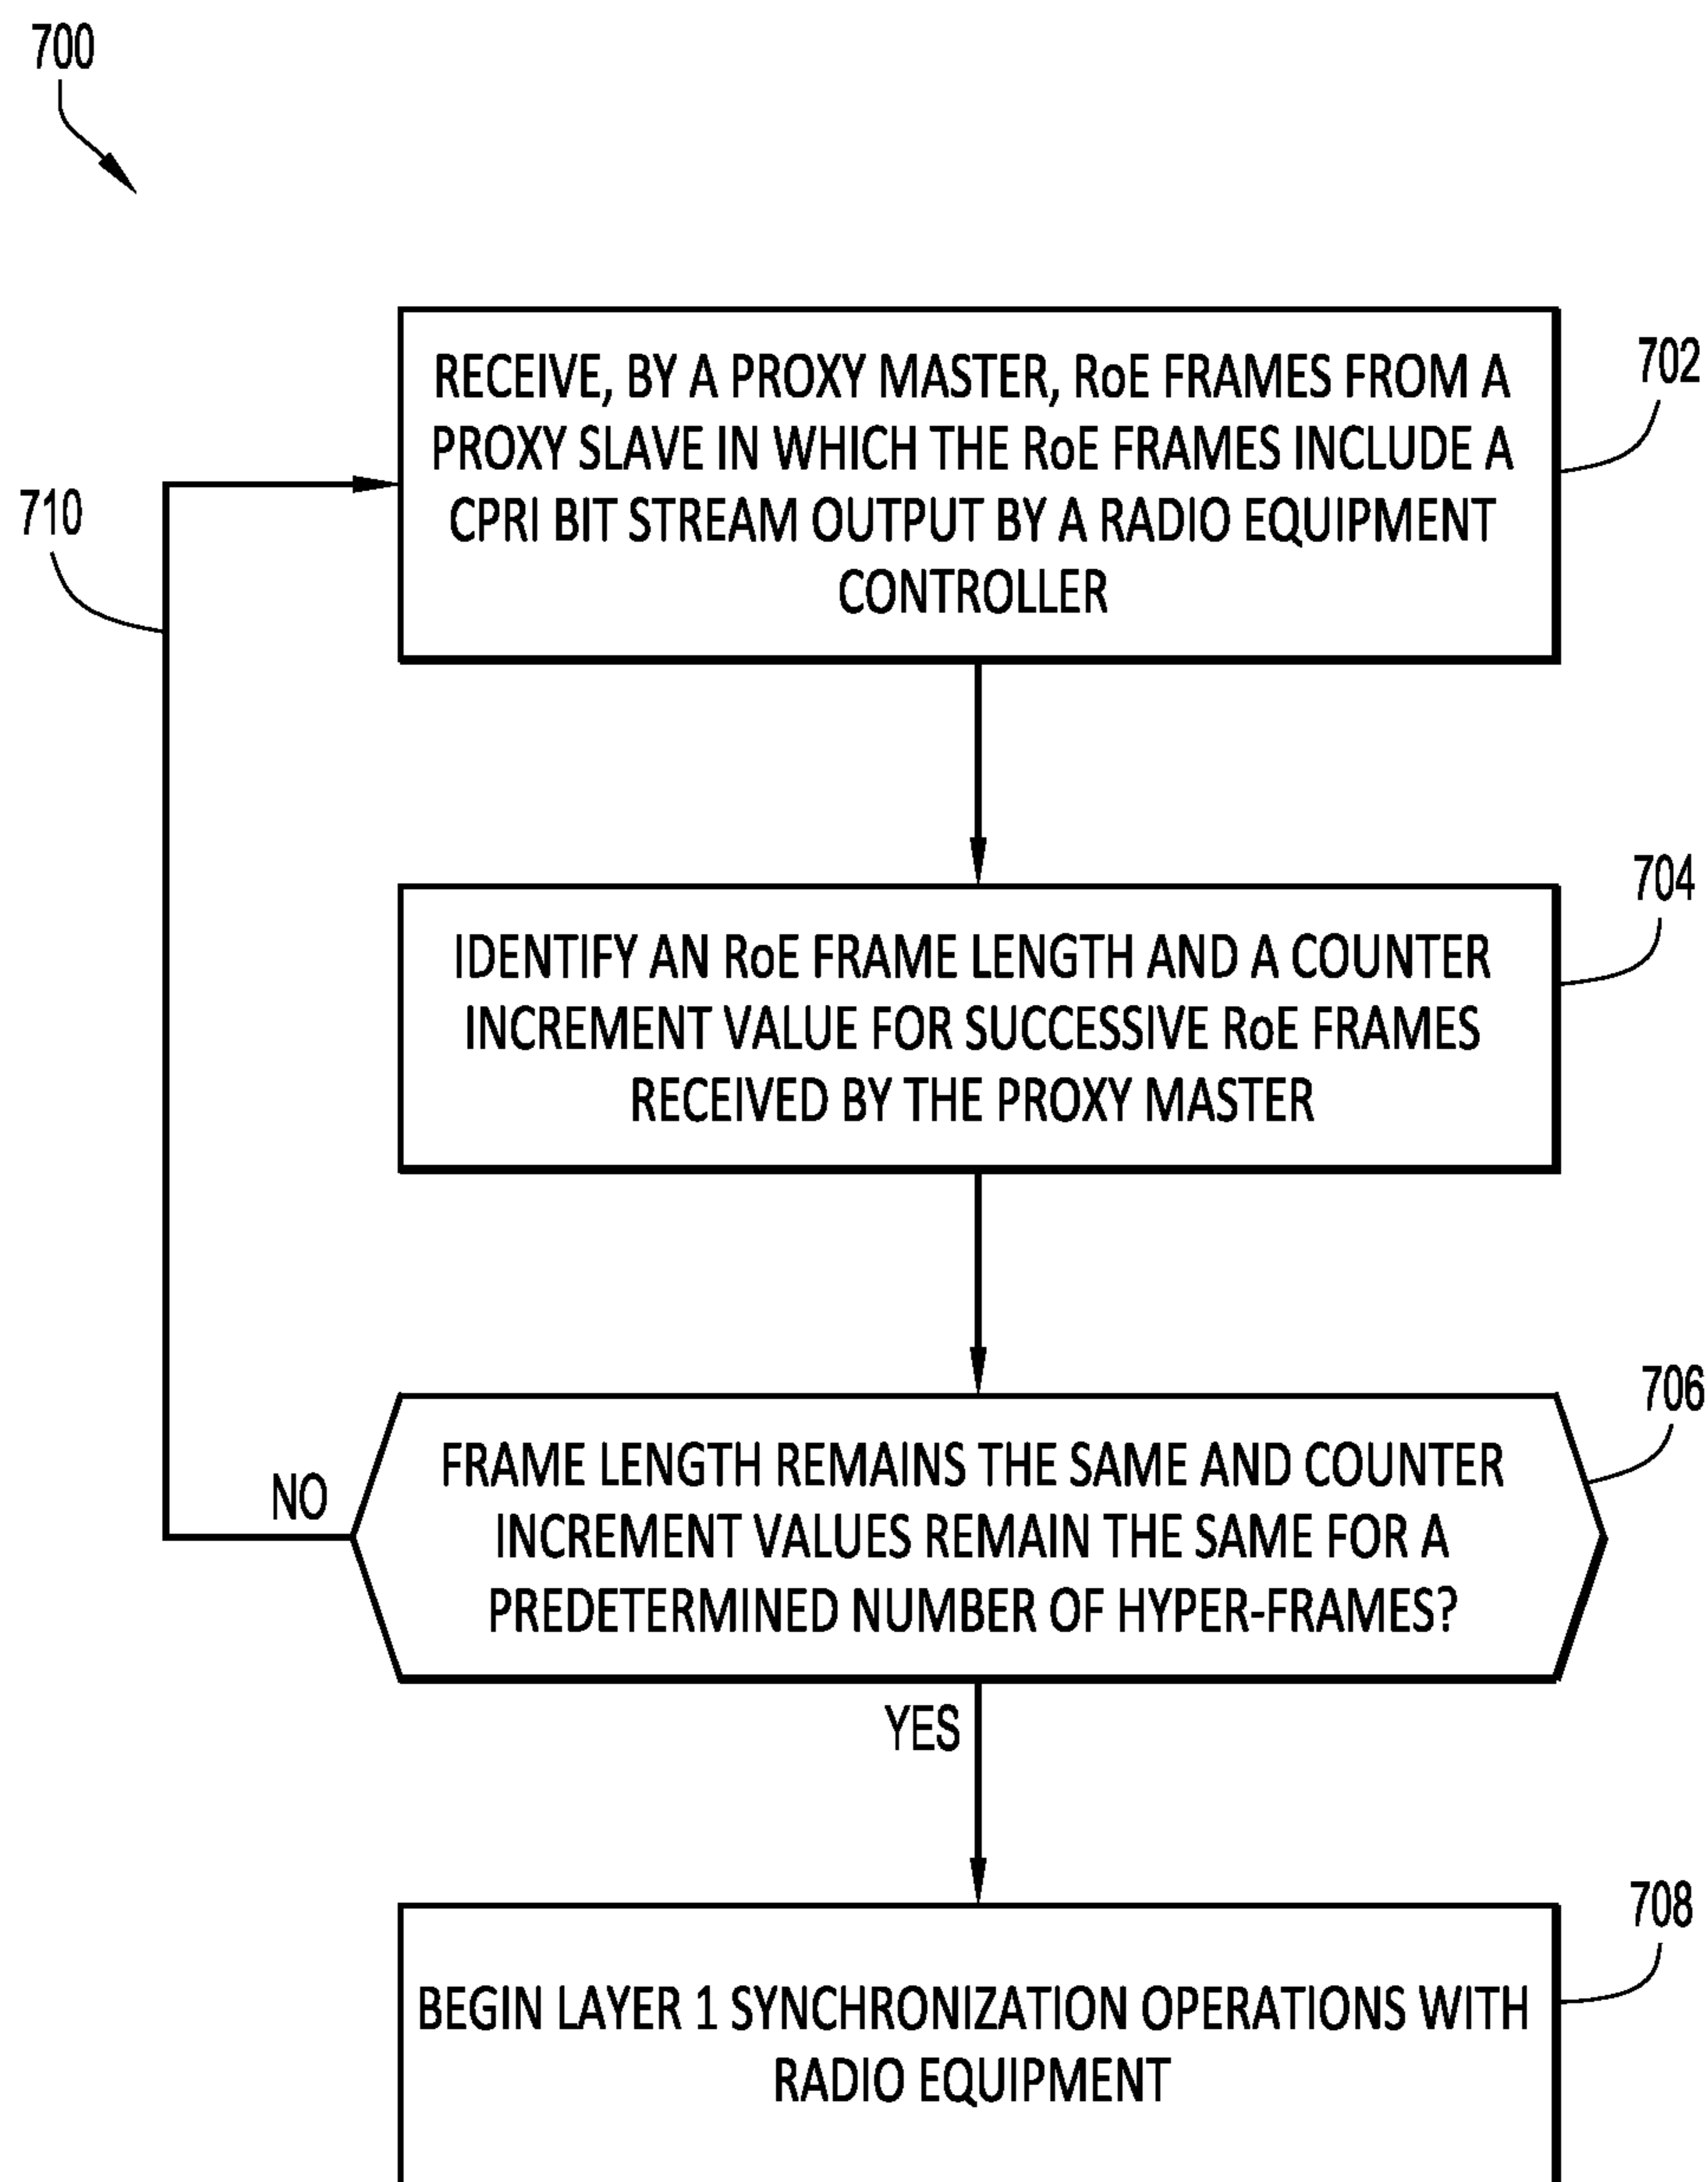 700
RECEIVE, BY A PROXY MASTER, RoE FRAMES FROM A
PROXY SLAVE IN WHICH THE RoE FRAMES INCLUDE A
CPRI BIT STREAM OUTPUT BY A RADIO EQUIPMENT
CONTROLLER
702
710
IDENTIFY AN RoE FRAME LENGTH AND A COUNTER
INCREMENT VALUE FOR SUCCESSIVE RoE FRAMES
RECEIVED BY THE PROXY MASTER
704
FRAME LENGTH REMAINS THE SAME AND COUNTER
INCREMENT VALUES REMAIN THE SAME FOR A
PREDETERMINED NUMBER OF HYPER-FRAMES?
706
NO
YES
BEGIN LAYER 1 SYNCHRONIZATION OPERATIONS WITH
RADIO EQUIPMENT
708